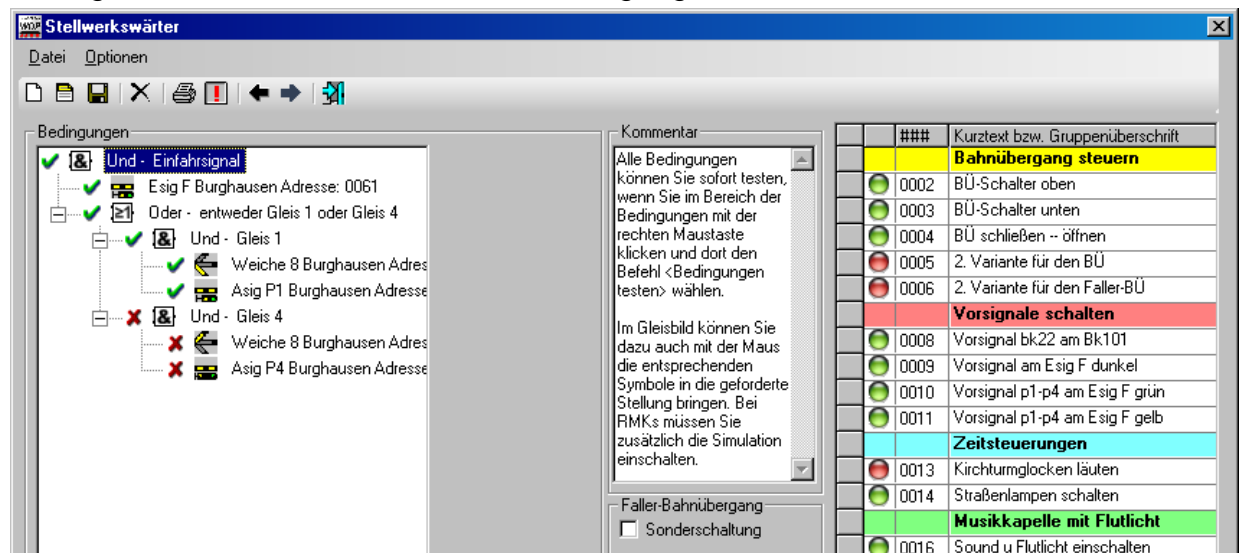 Stellwerkswärter
Datei Optionen
Bedingungen
Und - Einfahrsignal
Esig F Burghausen Adresse: 0061
Oder - entweder Gleis 1 oder Gleis 4
Und - Gleis 1
Weiche 8 Burghausen Adres
Asig P1 Burghausen Adresse
Und - Gleis 4
Weiche 8 Burghausen Adres
Asig P4 Burghausen Adresse
Kommentar
Alle Bedingungen
können Sie sofort testen,
wenn Sie im Bereich der
Bedingungen mit der
rechten Maustaste
klicken und dort den
Befehl <Bedingungen
testen> wählen.
Im Gleisbild können Sie
dazu auch mit der Maus
die entsprechenden
Symbole in die geforderte
Stellung bringen. Bei
RMKs müssen Sie
zusätzlich die Simulation
einschalten.
Faller-Bahnübergang
Sonderschaltung
### Kurztext bzw. Gruppenüberschrift
Bahnübergang steuern
0002 BÜ-Schalter oben
0003 BÜ-Schalter unten
0004 BÜ schließen -- öffnen
0005 2. Variante für den BÜ
0006 2. Variante für den Faller-BÜ
Vorsignale schalten
0008 Vorsignal bk22 am Bk101
0009 Vorsignal am Esig F dunkel
0010 Vorsignal p1-p4 am Esig F grün
0011 Vorsignal p1-p4 am Esig F gelb
Zeitsteuerungen
0013 Kirchturmglocken läuten
0014 Straßenlampen schalten
Musikkapelle mit Flutlicht
0016 Sound u Flutlicht einschalten